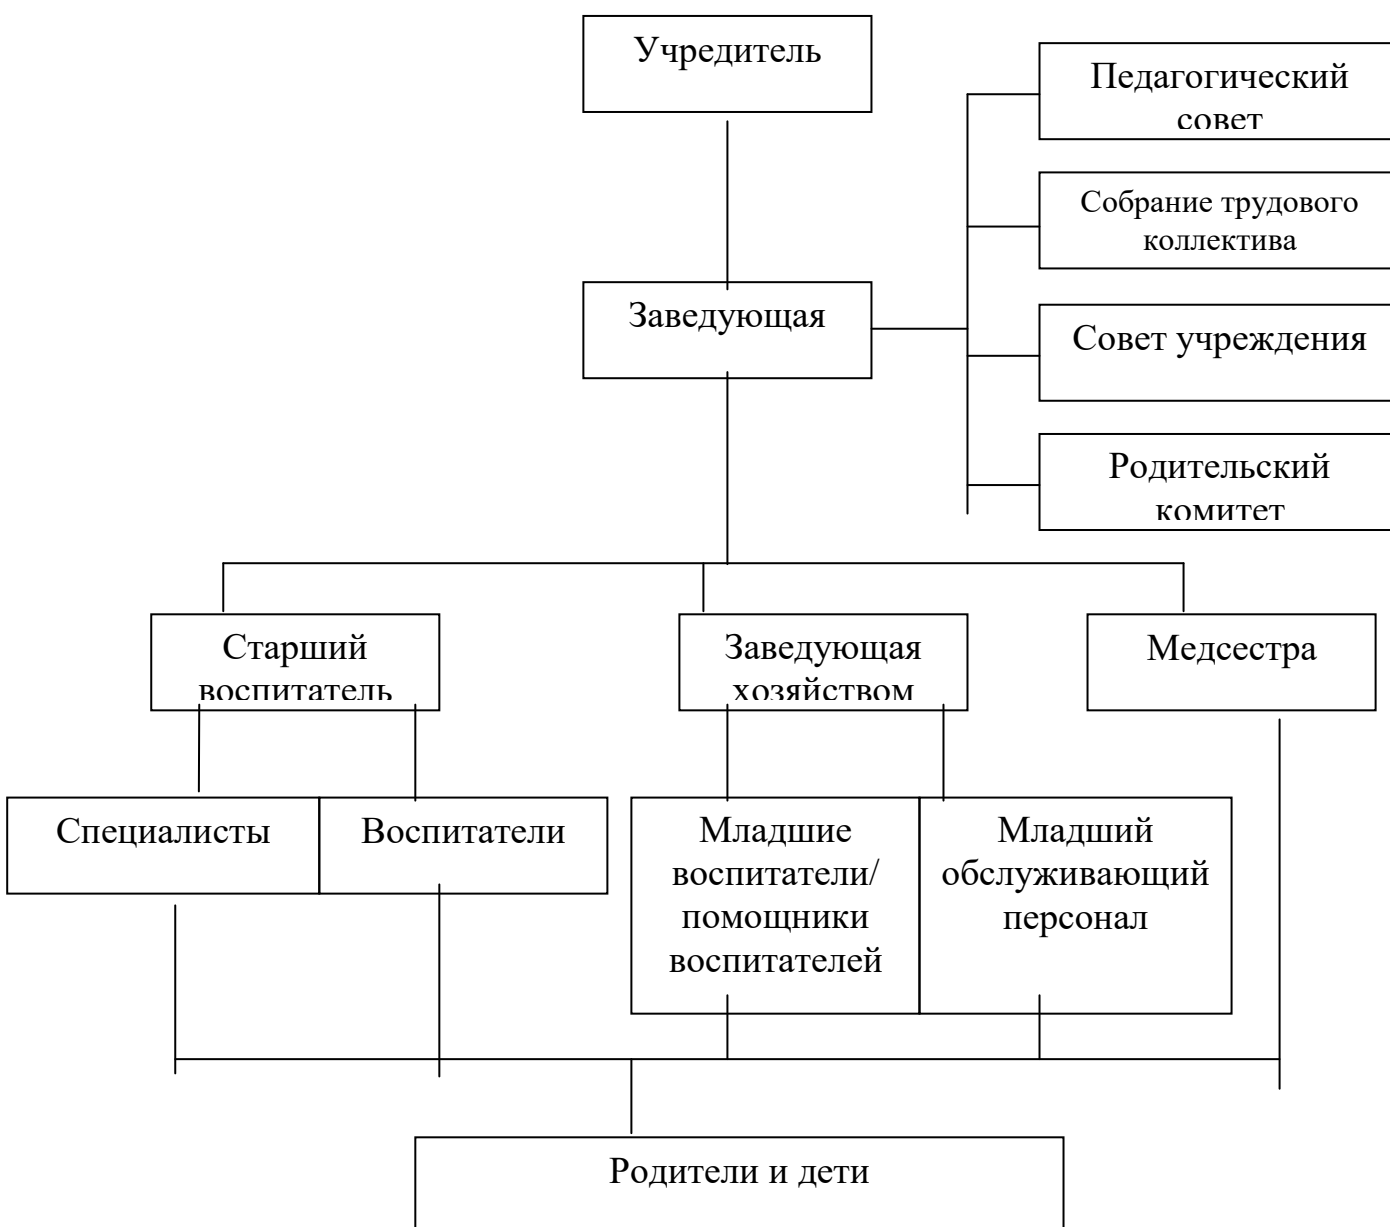 Учредитель
Педагогический
совет
Собрание трудового
коллектива
Заведующая
Совет учреждения
Родительский
комитет
Старший
воспитатель
Заведующая
хозяйством
Медсестра
Специалисты
Воспитатели
Младшие
воспитатели/
помощники
воспитателей
Младший
обслуживающий
персонал
Родители и дети